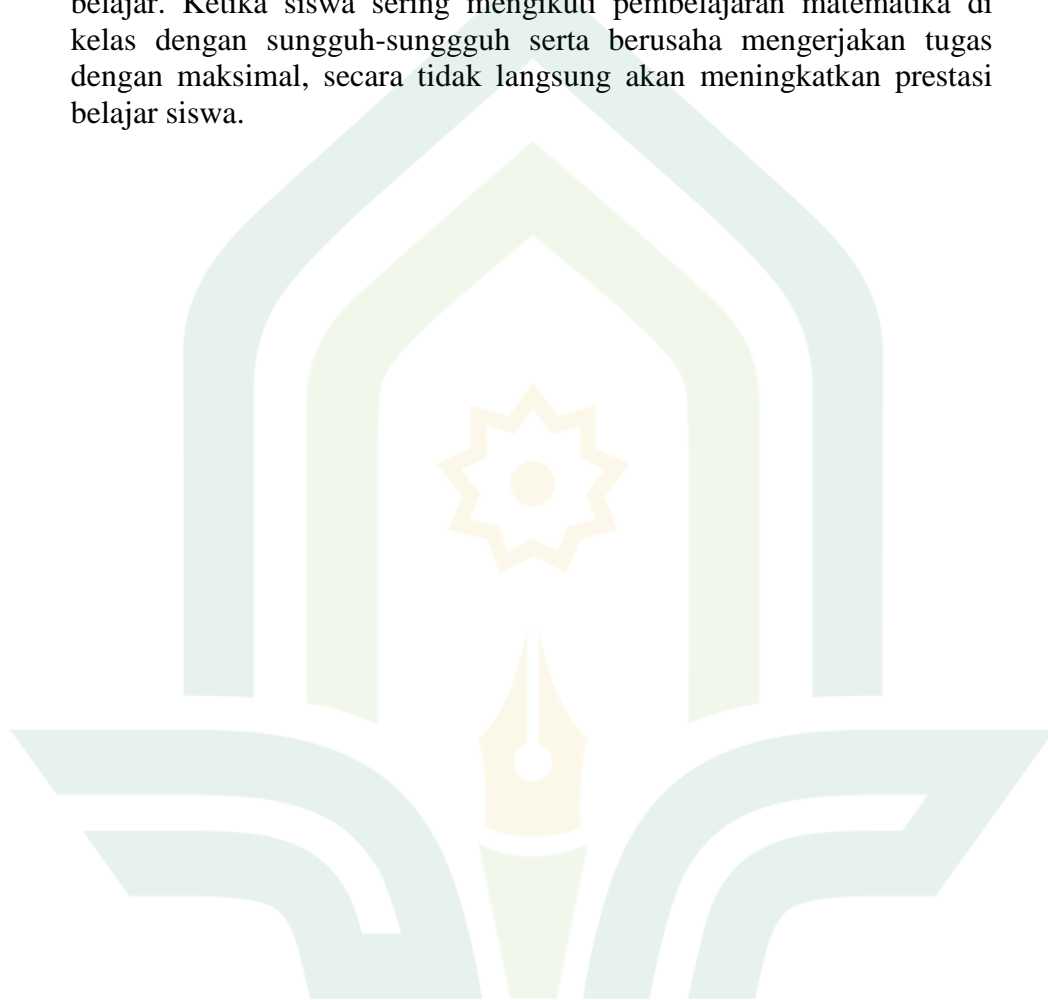 belajar. Ketika siswa sering mengikuti pembelajaran matematika di
kelas dengan sungguh-sunggguh serta berusaha mengerjakan tugas
dengan maksimal, secara tidak langsung akan meningkatkan prestasi
belajar siswa.